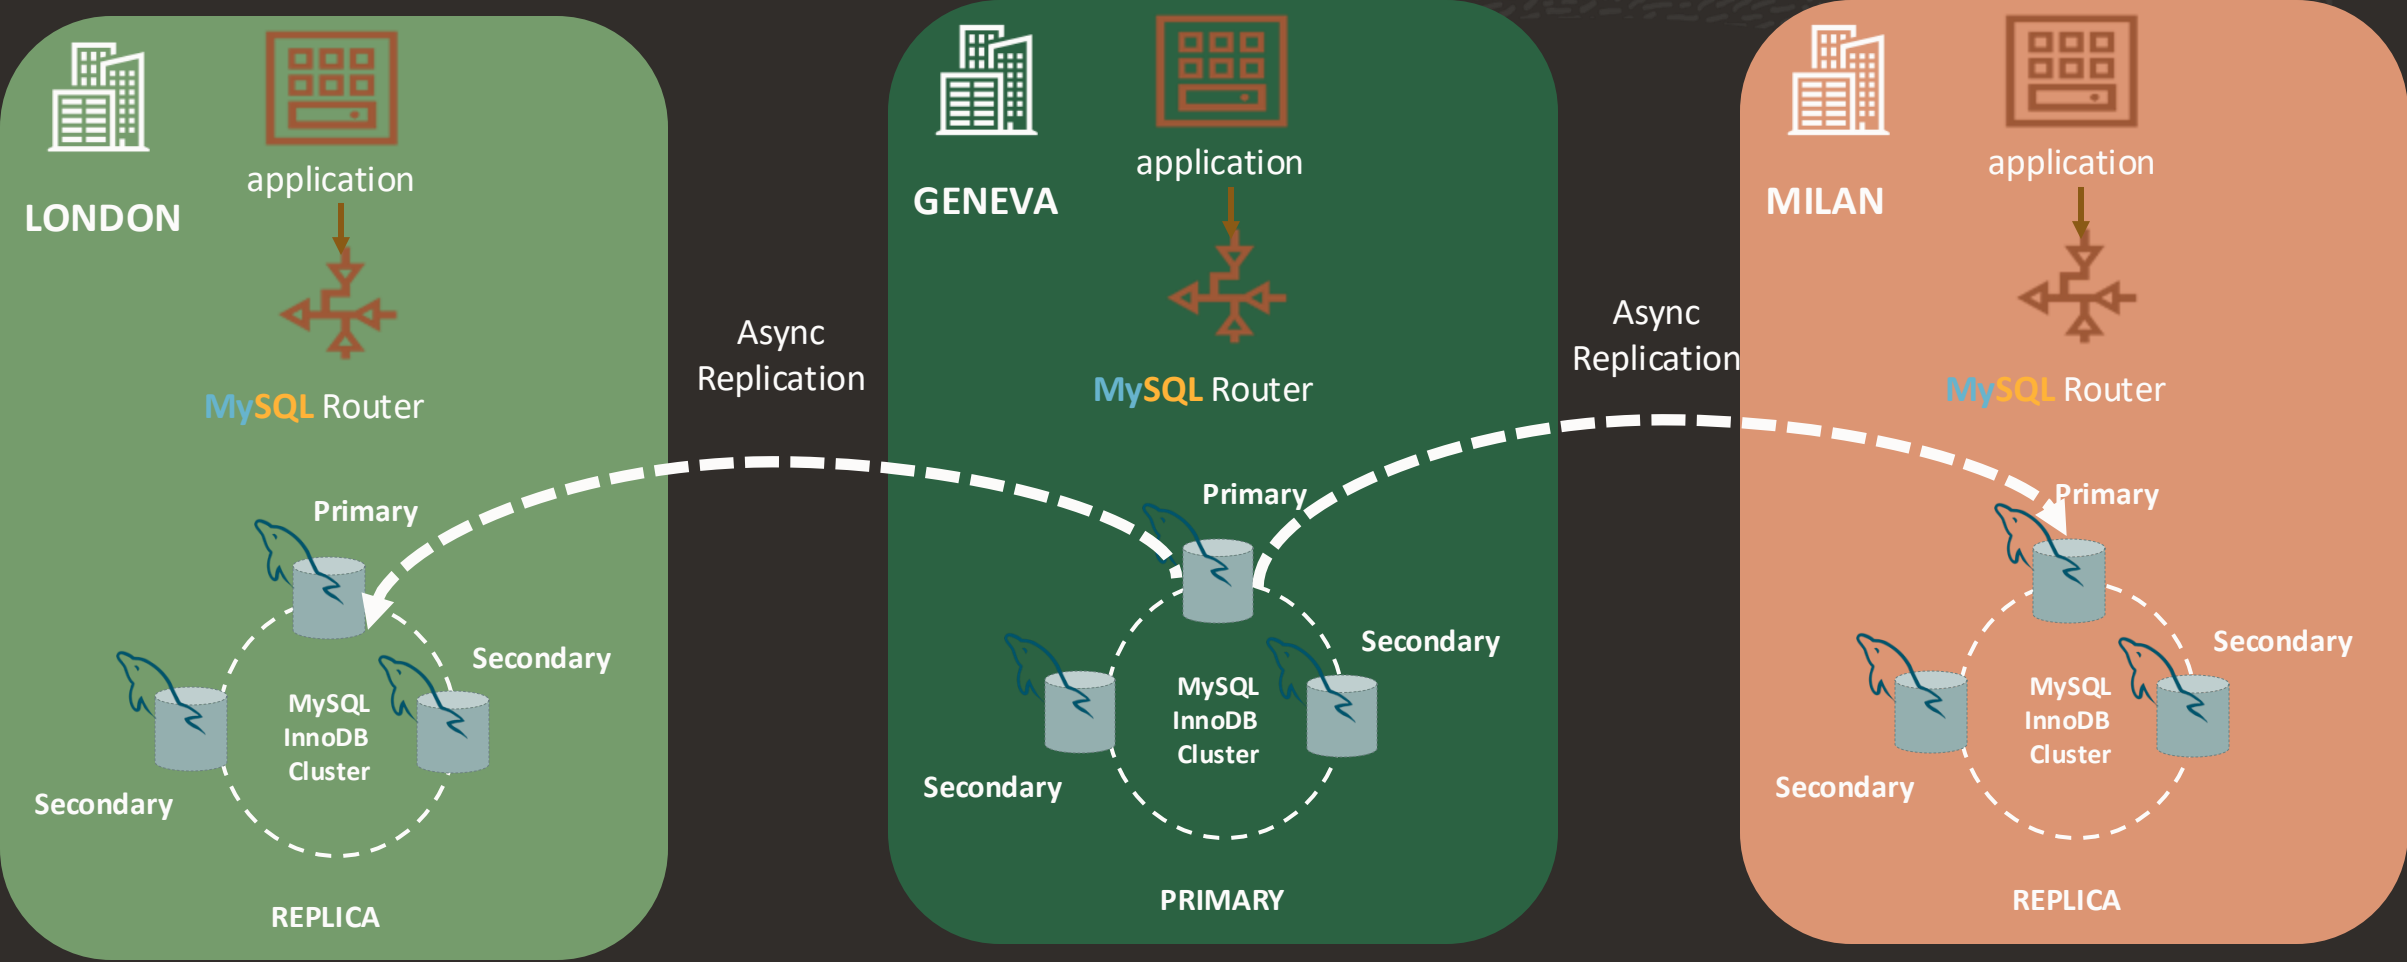 LONDON
application
MySQL Router
Primary
Secondary
MySQL
InnoDB
Cluster
Secondary
REPLICA
Async
Replication
GENEVA
application
MySQL Router
Primary
Secondary
MySQL
InnoDB
Cluster
Secondary
PRIMARY
Async
Replication
MILAN
application
MySQL Router
Primary
Secondary
MySQL
InnoDB
Cluster
Secondary
REPLICA